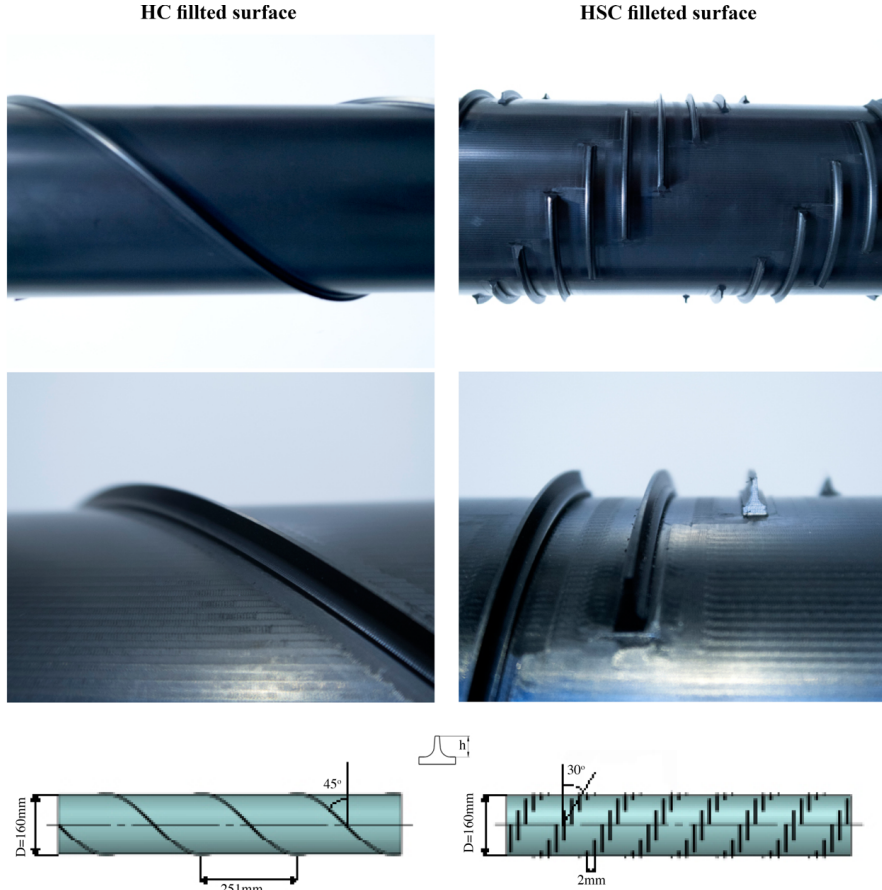 HC fillted surface
HSC filleted surface
h
45°
30°
D=160mm
D=160mm
251mm
2mm